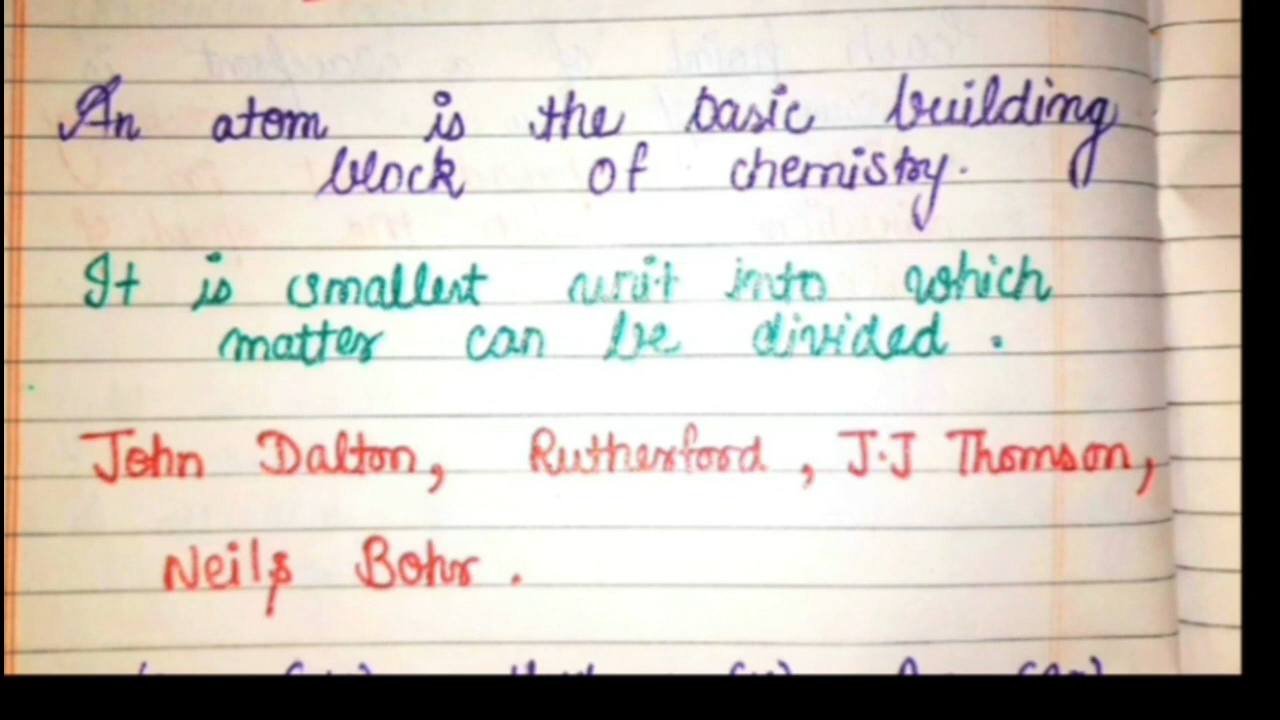 An atom is the basic building
block of chemistry.
It is smallest unit into which
matter can be divided.
John Dalton, Rutherford, J.J Thomson,
Neils Bohr.